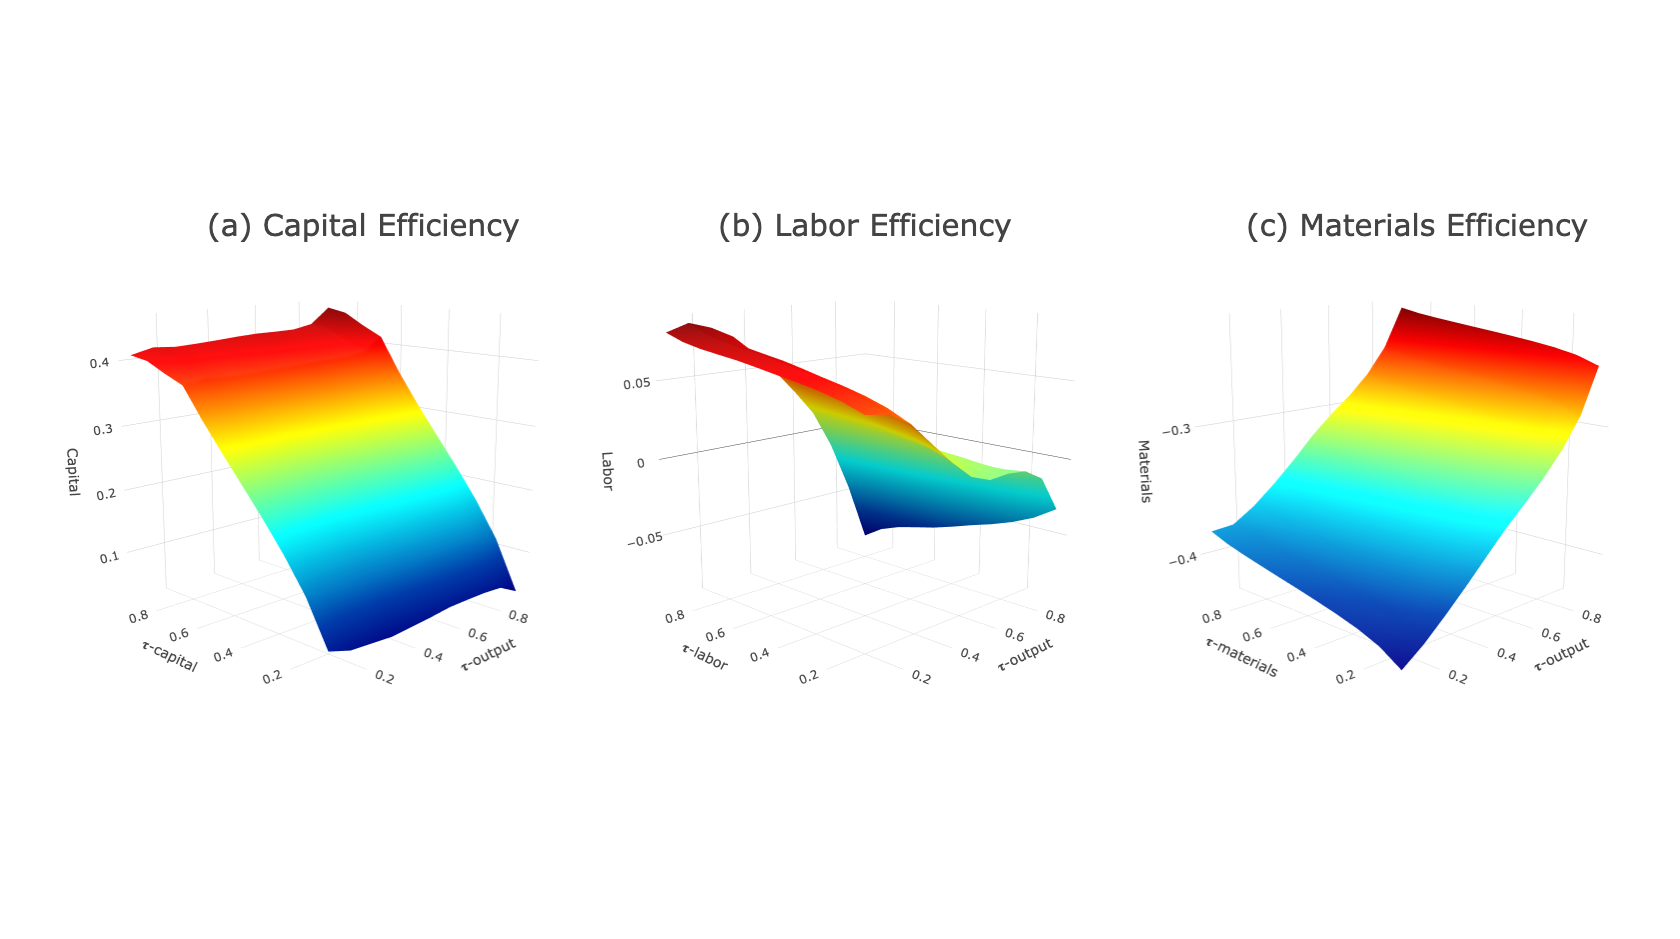 (a) Capital Efficiency
(b) Labor Efficiency
(c) Materials Efficiency
0.4
0.3
0.2
0.1
Capital
0.8
0.6
0.4
0.2
τ-capital
0.2
0.4
0.6
0.8
τ-output
0.05
0
−0.05
Labor
0.8
0.6
0.4
0.2
τ-labor
0.2
0.4
0.6
0.8
τ-output
−0.3
−0.4
Materials
0.8
0.6
0.4
0.2
τ-materials
0.2
0.4
0.6
0.8
τ-output